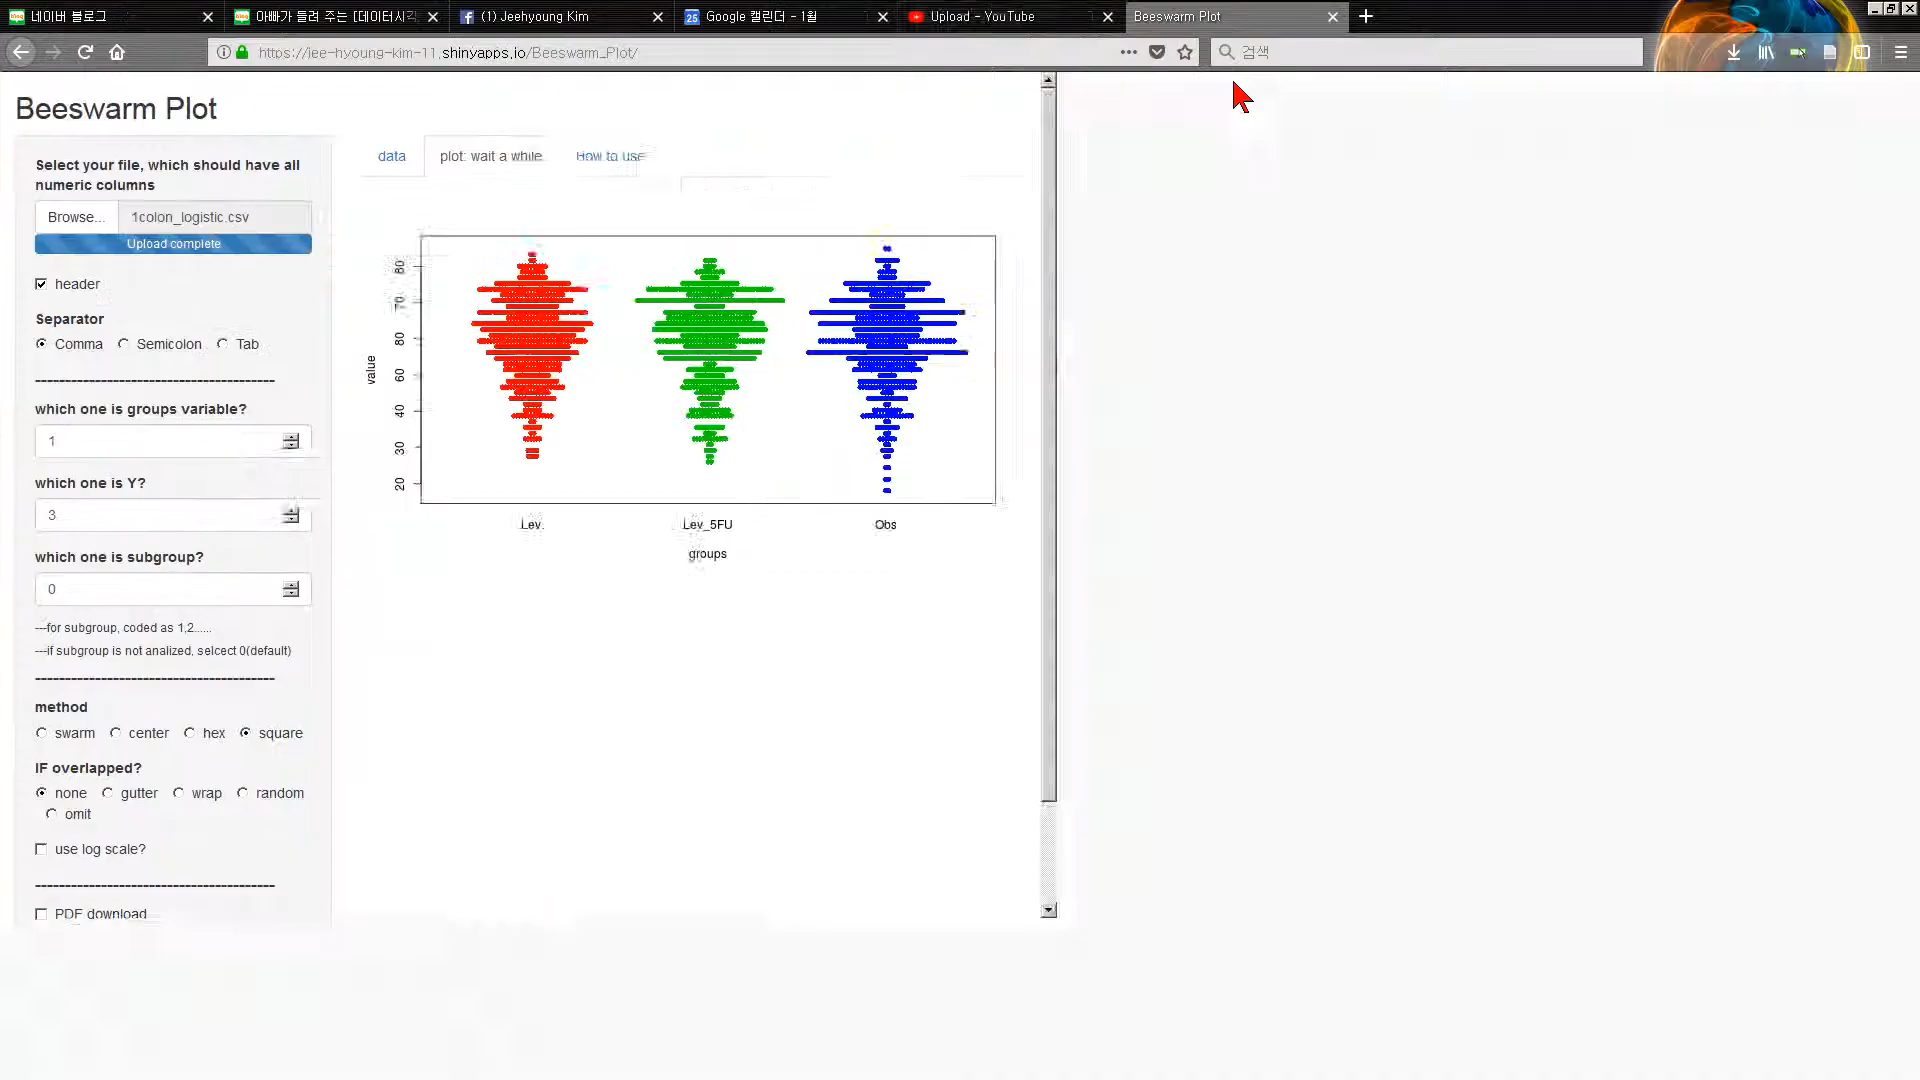 네이버 블로그
아빠가 들려 주는 [데이터시각
(1) Jeehyoung Kim
Google 캘린더 - 1월
Upload - YouTube
Beeswarm Plot
https://jee-hyoung-kim-11.shinyapps.io/Beeswarm_Plot/
검색
Beeswarm Plot
Select your file, which should have all
numeric columns
Browse...
1colon_logistic.csv
Upload complete
header
Separator
Comma
Semicolon
Tab
----------------------------------------
which one is groups variable?
1
which one is Y?
3
which one is subgroup?
0
---for subgroup, coded as 1,2......
---if subgroup is not analized, selcect 0(default)
----------------------------------------
method
swarm
center
hex
square
IF overlapped?
none
gutter
wrap
random
omit
use log scale?
----------------------------------------
PDF download
data
plot: wait a while
How to use
value
80
70
80
60
40
30
20
Lev
Lev_5FU
Obs
groups